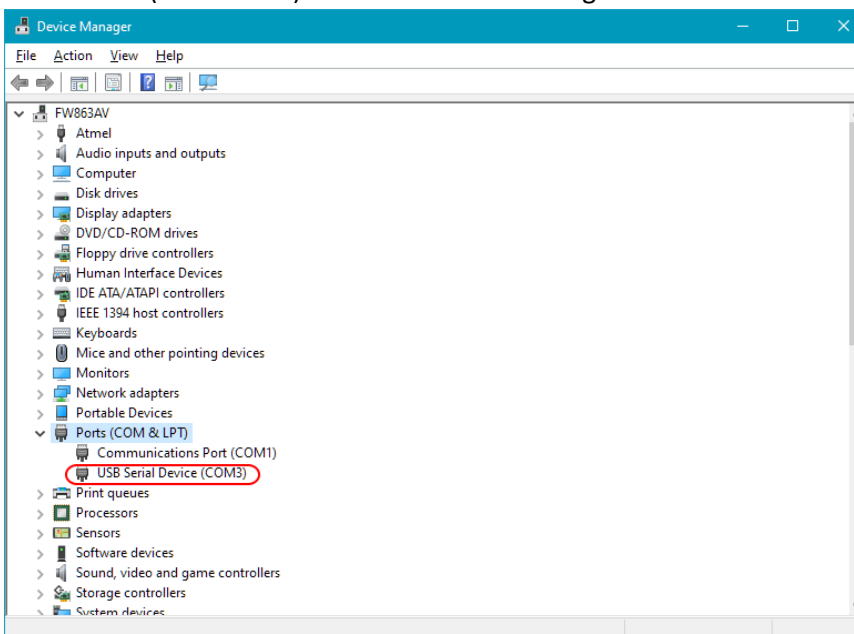 Device Manager
File Action View Help
FW863AV
Atmel
Audio inputs and outputs
Computer
Disk drives
Display adapters
DVD/CD-ROM drives
Floppy drive controllers
Human Interface Devices
IDE ATA/ATAPI controllers
IEEE 1394 host controllers
Keyboards
Mice and other pointing devices
Monitors
Network adapters
Portable Devices
Ports (COM & LPT)
Communications Port (COM1)
USB Serial Device (COM3)
Print queues
Processors
Sensors
Software devices
Sound, video and game controllers
Storage controllers
System devices